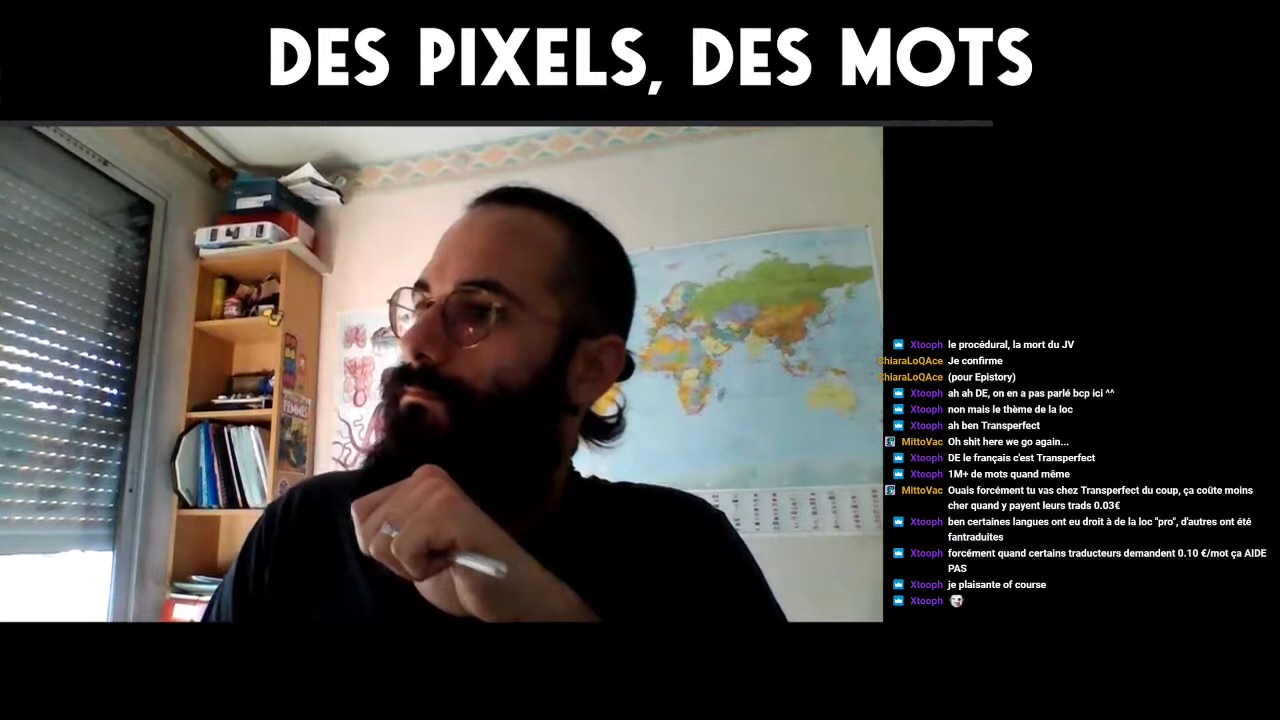 DES PIXELS, DES MOTS
Xtooph le procédural, la mort du JV
ChiaraLoQAce Je confirme
ChiaraLoQAce (pour Epistory)
Xtooph ah ah DE, on en a pas parlé bcp ici ^^
Xtooph non mais le thème de la loc
Xtooph ah ben Transperfect
MittoVac Oh shit here we go again...
Xtooph DE le français c'est Transperfect
Xtooph 1M+ de mots quand même
MittoVac Ouais forcément tu vas chez Transperfect du coup, ça coûte moins
cher quand y payent leurs trads 0.03€
Xtooph ben certaines langues ont eu droit à de la loc "pro", d'autres ont été
fantraduites
Xtooph forcément quand certains traducteurs demandent 0.10 €/mot ça AIDE
PAS
Xtooph je plaisante of course
Xtooph